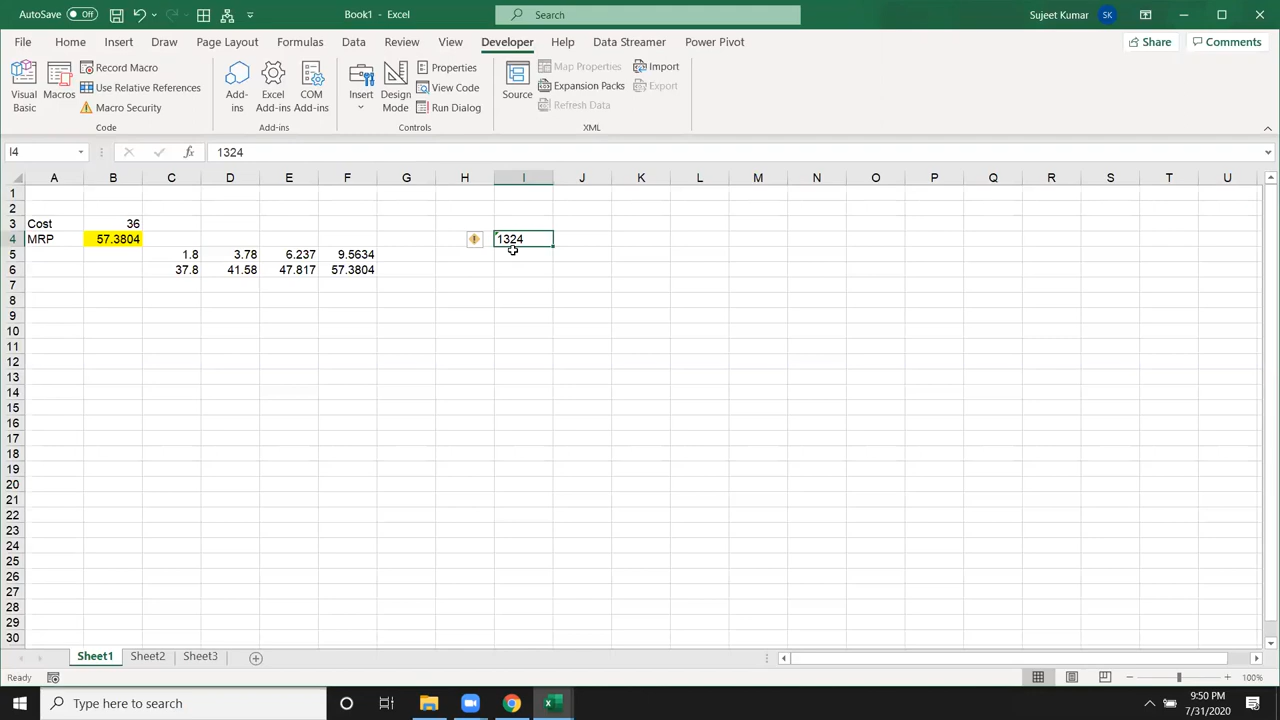 AutoSave Off Book1 - Excel Search Sujeet Kumar SK
File Home Insert Draw Page Layout Formulas Data Review View Developer Help Data Streamer Power Pivot Share Comments
Visual Basic
Macros
Record Macro
Use Relative References
Macro Security
Code
Add-ins
Excel Add-ins
COM Add-ins
Add-ins
Insert
Design Mode
Properties
View Code
Run Dialog
Controls
Source
Map Properties
Expansion Packs
Refresh Data
Import
Export
XML
I4 fx 1324
A B C D E F G H I J K L M N O P Q R S T U
1
2
3 Cost 36
4 MRP 57.3804 1324
5 1.8 3.78 6.237 9.5634
6 37.8 41.58 47.817 57.3804
7
8
9
10
11
12
13
14
15
16
17
18
19
20
21
22
23
24
25
26
27
28
29
30
Sheet1 Sheet2 Sheet3
Ready 100%
Type here to search 9:50 PM
7/31/2020